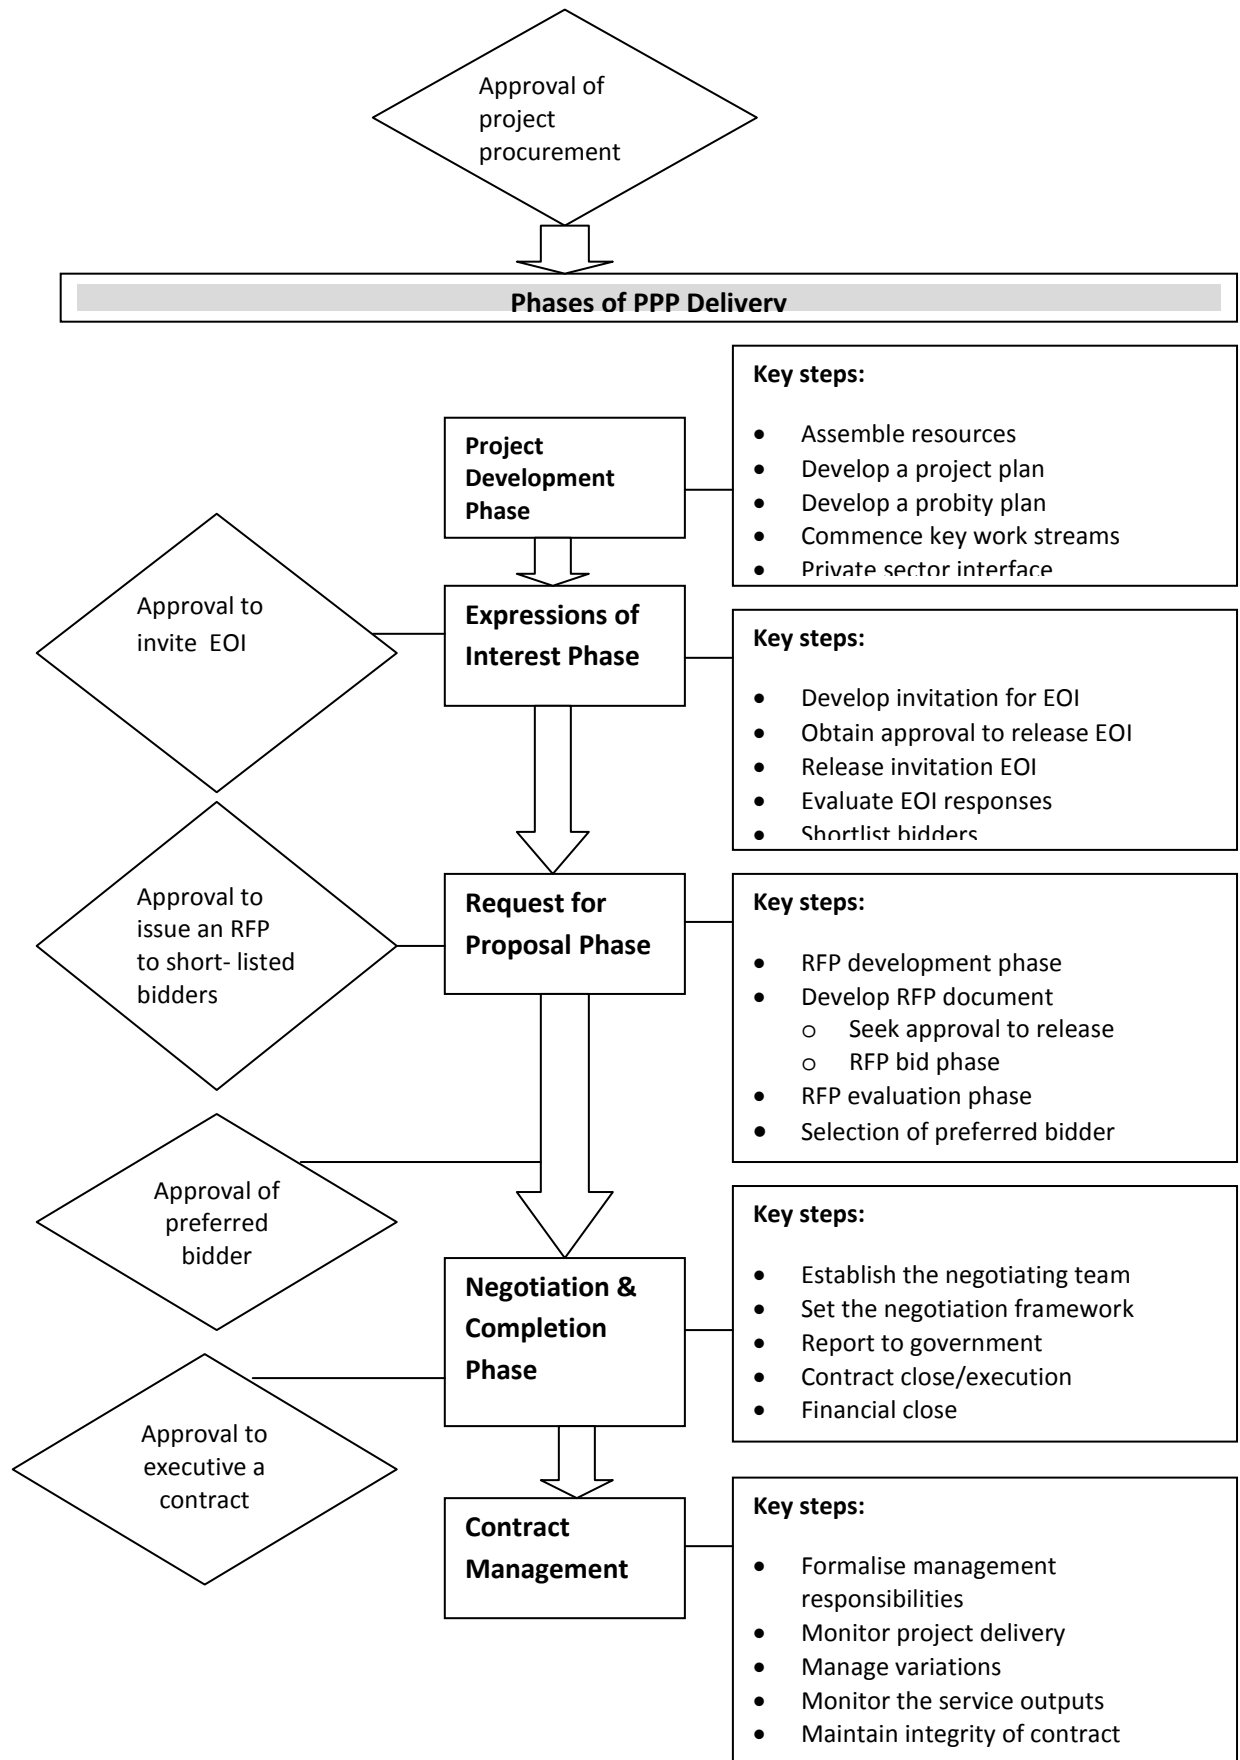 Approval of
project
procurement
Phases of PPP Delivery
Project
Development
Phase
Key steps:
• Assemble resources
• Develop a project plan
• Develop a probity plan
• Commence key work streams
• Private sector interface
Approval to
invite EOI
Expressions of
Interest Phase
Key steps:
• Develop invitation for EOI
• Obtain approval to release EOI
• Release invitation EOI
• Evaluate EOI responses
• Shortlist bidders
Approval to
issue an RFP
to short- listed
bidders
Request for
Proposal Phase
Key steps:
• RFP development phase
• Develop RFP document
o Seek approval to release
o RFP bid phase
• RFP evaluation phase
• Selection of preferred bidder
Approval of
preferred
bidder
Negotiation &
Completion
Phase
Key steps:
• Establish the negotiating team
• Set the negotiation framework
• Report to government
• Contract close/execution
• Financial close
Approval to
executive a
contract
Contract
Management
Key steps:
• Formalise management
responsibilities
• Monitor project delivery
• Manage variations
• Monitor the service outputs
• Maintain integrity of contract